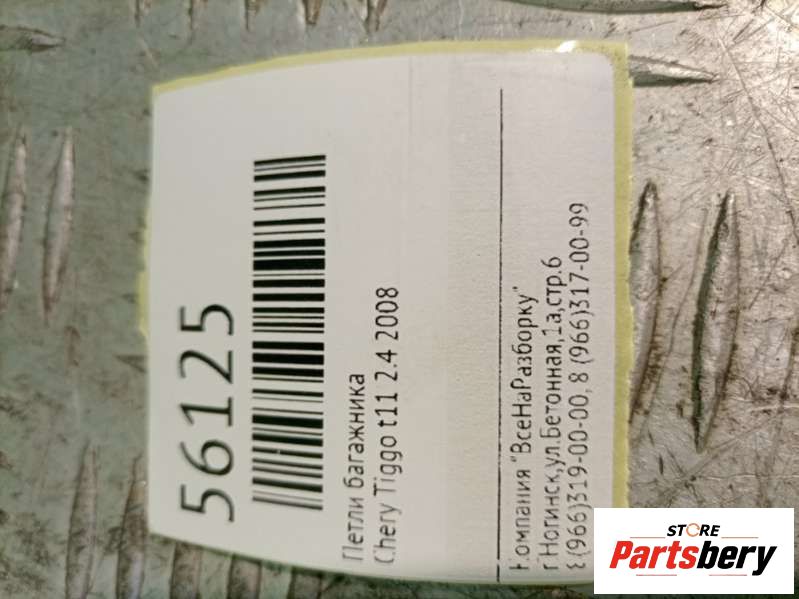 56125
Петли багажника
Chery Tiggo t11 2.4 2008
Компания "ВсеНаРазборку"
г.Ногинск,ул.Бетонная,1а,стр.6
8 (966)319-00-00, 8 (966)317-00-99
STORE
Partsbery